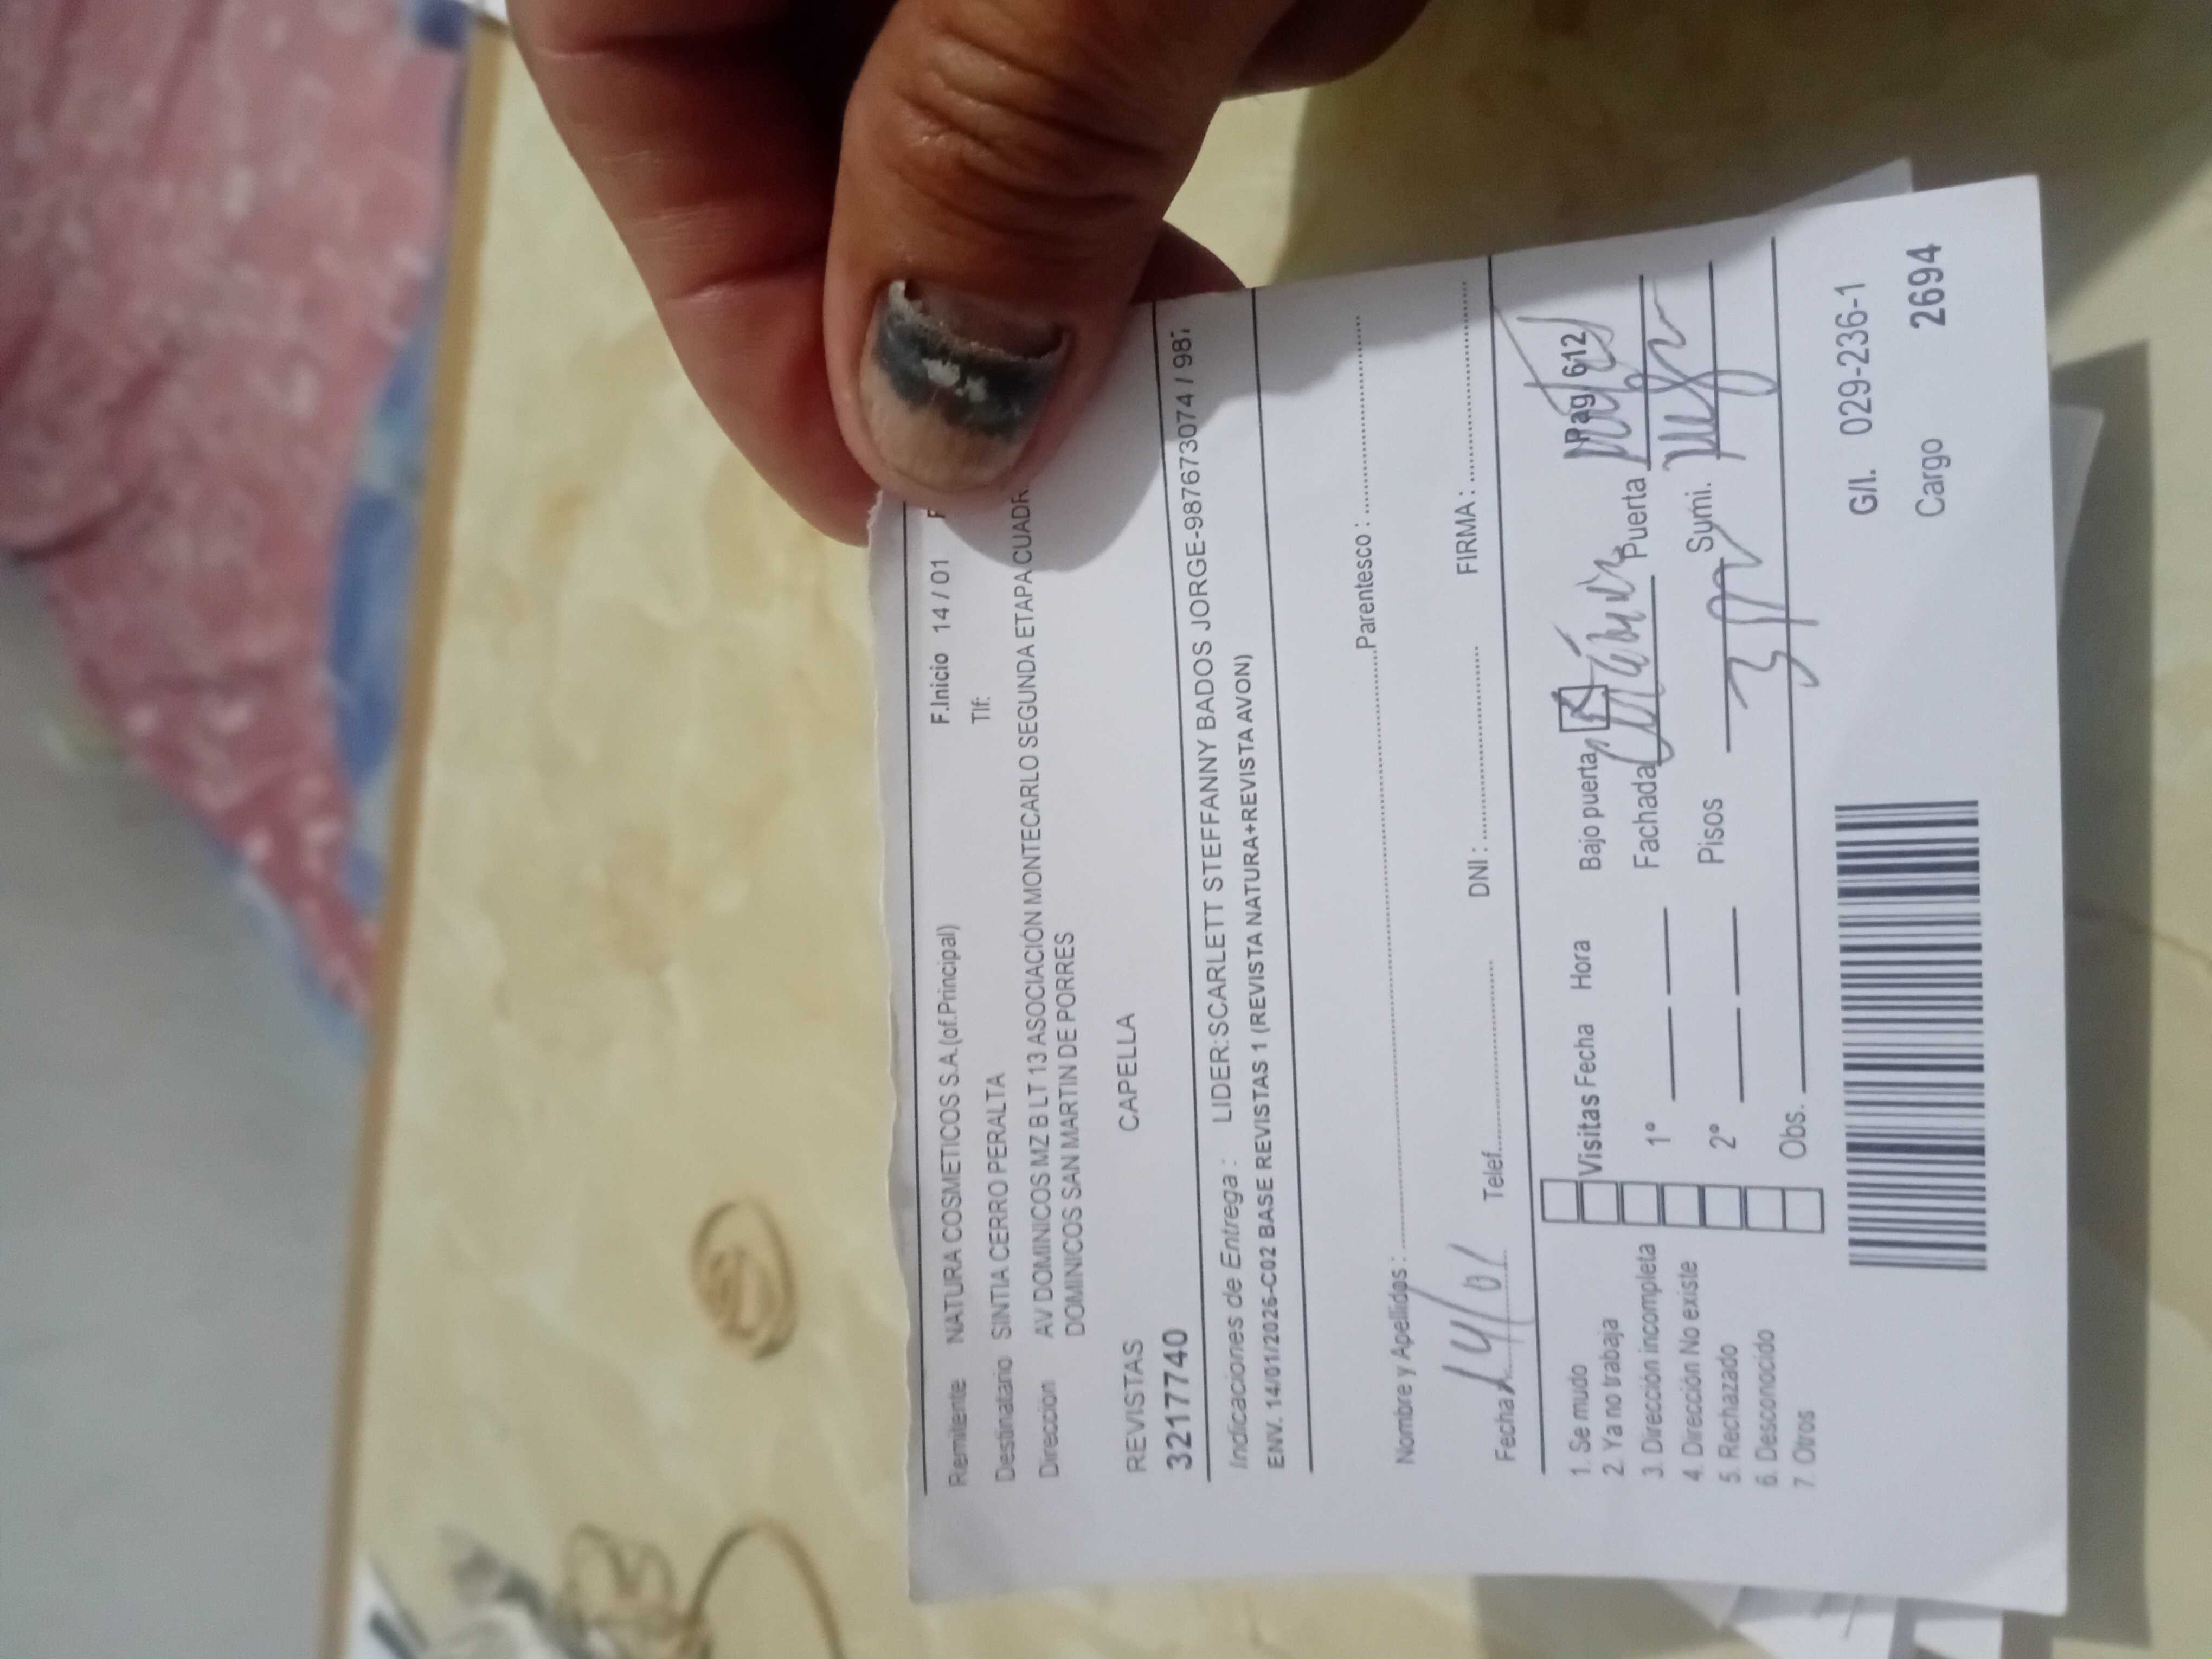 F.Inicio 14 / 01
Remitente NATURA COSMETICOS S.A.(of.Principal) Tlf:
Destinatario SINTIA CERRO PERALTA
Dirección AV DOMINICOS MZ B LT 13 ASOCIACIÓN MONTECARLO SEGUNDA ETAPA CUADR
DOMINICOS SAN MARTIN DE PORRES
REVISTAS CAPELLA
3217740
Indicaciones de Entrega : LIDER:SCARLETT STEFFANNY BADOS JORGE-987673074 / 987
ENV. 14/01/2026-C02 BASE REVISTAS 1 (REVISTA NATURA+REVISTA AVON)
Nombre y Apellidos : Parentesco :
Fecha 14/01 Telef. DNI : FIRMA :
Pag 612
1. Se mudo Visitas Fecha Hora Bajo puerta
2. Ya no trabaja
3. Dirección incompleta 1º Fachada Puerta
4. Dirección No existe
5. Rechazado 2º Pisos Sumi.
6. Desconocido
7. Otros Obs.
G/I. 029-236-1
Cargo 2694